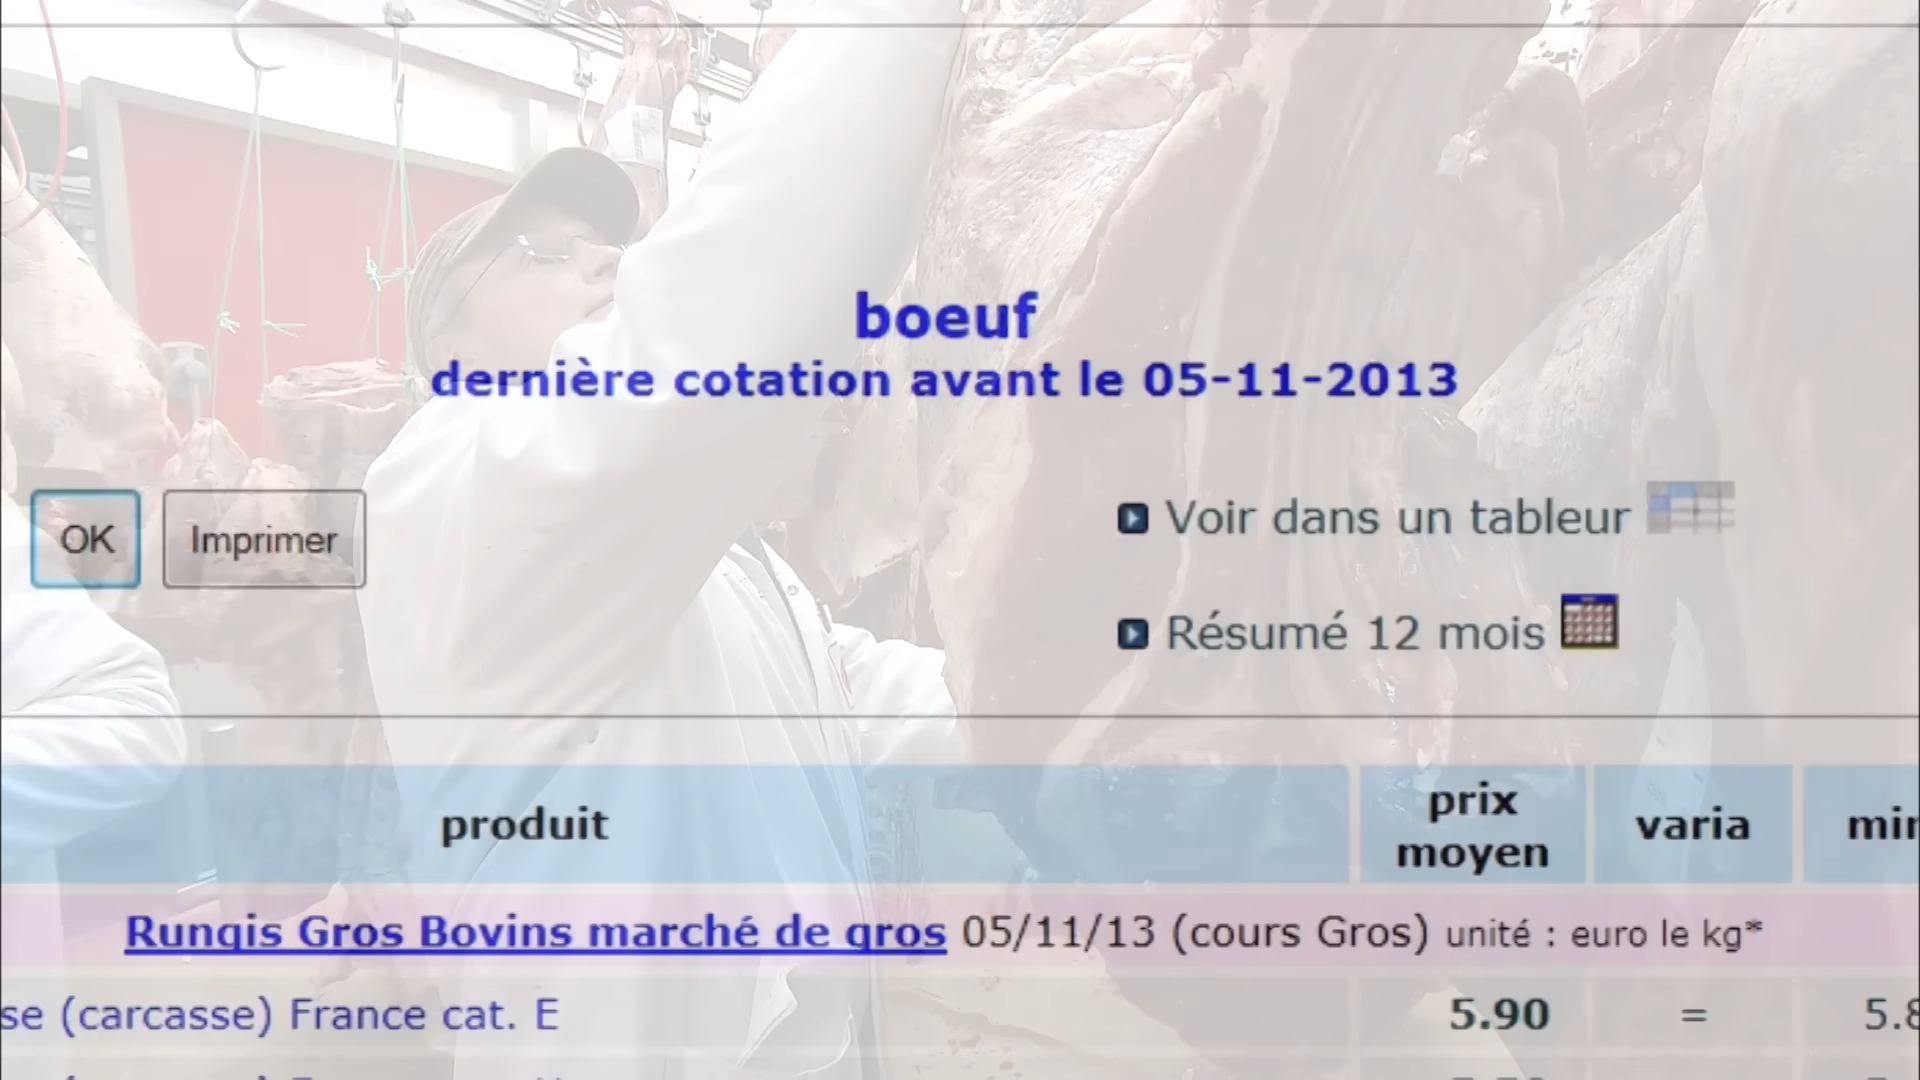 boeuf
dernière cotation avant le 05-11-2013
OK Imprimer
Voir dans un tableur
Résumé 12 mois
produit prix moyen varia
Rungis Gros Bovins marché de gros 05/11/13 (cours Gros) unité : euro le kg*
(carcasse) France cat. E 5.90 =